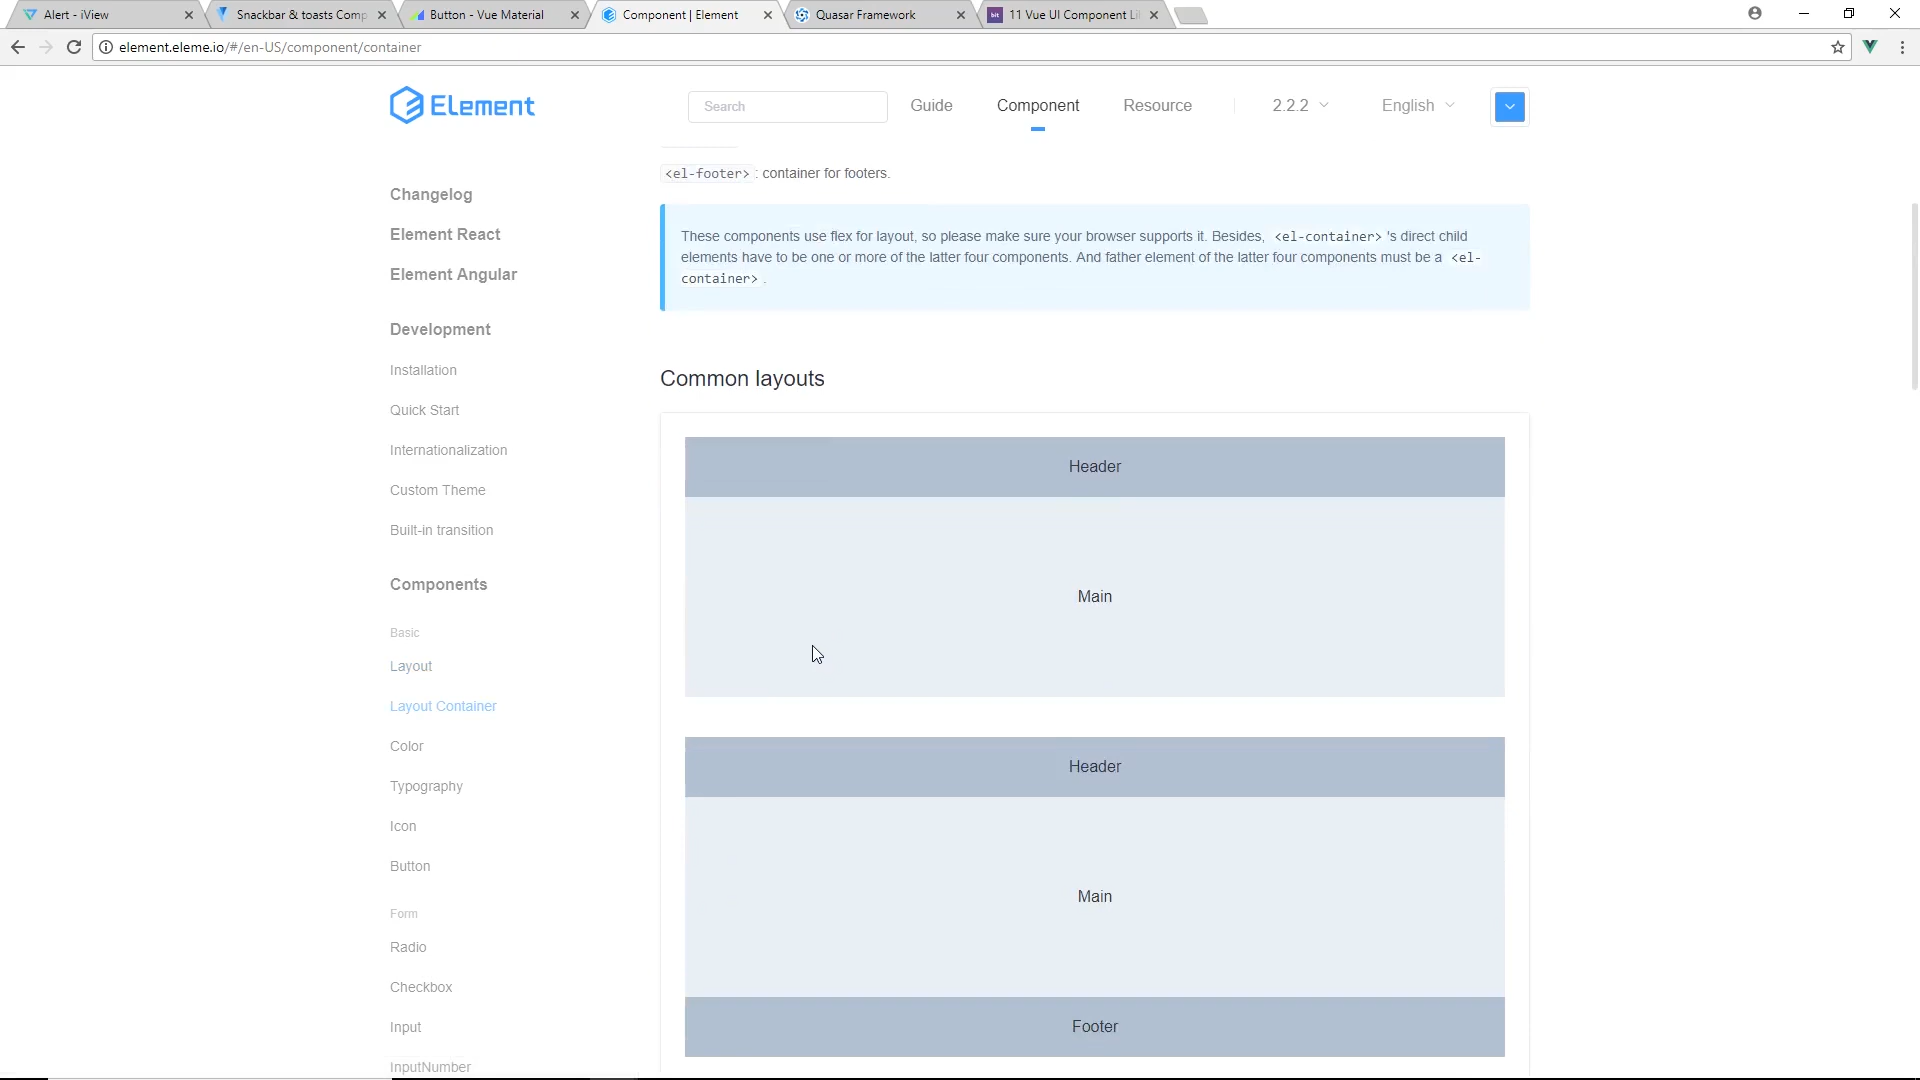 Alert - iView
Snackbar & toasts Comp
Button - Vue Material
Component | Element
Quasar Framework
11 Vue UI Component Li
element.eleme.io/#/en-US/component/container
Element
Search
Guide
Component
Resource
2.2.2
English
<el-footer> : container for footers.
Changelog
Element React
Element Angular
Development
Installation
Quick Start
Internationalization
Custom Theme
Built-in transition
Components
Basic
Layout
Layout Container
Color
Typography
Icon
Button
Form
Radio
Checkbox
Input
InputNumber
These components use flex for layout, so please make sure your browser supports it. Besides, <el-container> 's direct child
elements have to be one or more of the latter four components. And father element of the latter four components must be a <el-
container> .
Common layouts
Header
Main
Header
Main
Footer